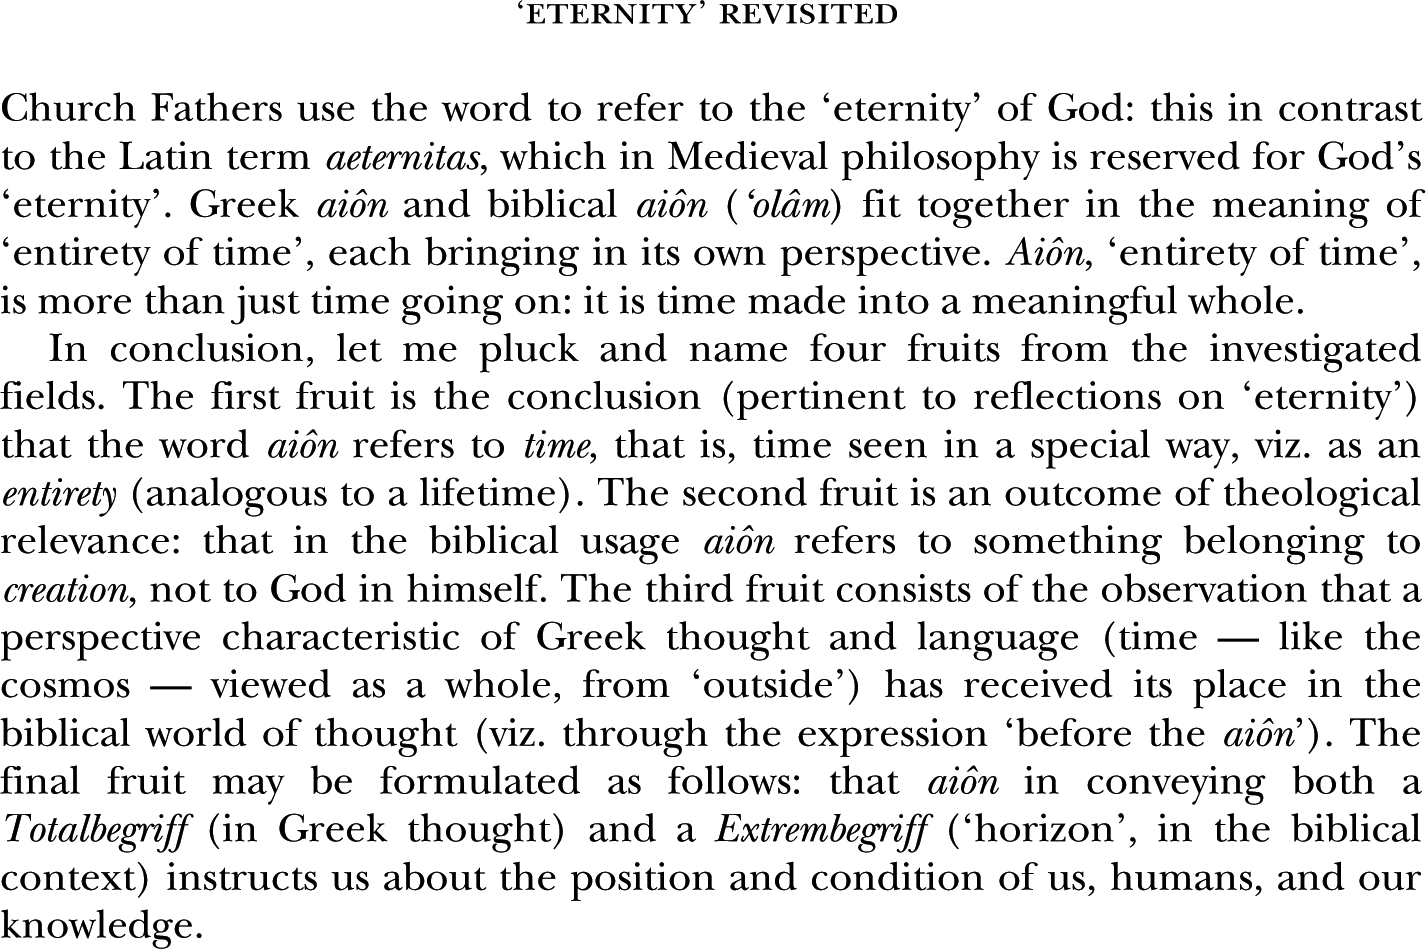 ‘ETERNITY’ REVISITED
Church Fathers use the word to refer to the ‘eternity’ of God: this in contrast
to the Latin term aeternitas, which in Medieval philosophy is reserved for God’s
‘eternity’. Greek aiôn and biblical aiôn (‘olâm) fit together in the meaning of
‘entirety of time’, each bringing in its own perspective. Aiôn, ‘entirety of time’,
is more than just time going on: it is time made into a meaningful whole.
In conclusion, let me pluck and name four fruits from the investigated
fields. The first fruit is the conclusion (pertinent to reflections on ‘eternity’)
that the word aiôn refers to time, that is, time seen in a special way, viz. as an
entirety (analogous to a lifetime). The second fruit is an outcome of theological
relevance: that in the biblical usage aiôn refers to something belonging to
creation, not to God in himself. The third fruit consists of the observation that a
perspective characteristic of Greek thought and language (time — like the
cosmos — viewed as a whole, from ‘outside’) has received its place in the
biblical world of thought (viz. through the expression ‘before the aiôn’). The
final fruit may be formulated as follows: that aiôn in conveying both a
Totalbegriff (in Greek thought) and a Extrembegriff (‘horizon’, in the biblical
context) instructs us about the position and condition of us, humans, and our
knowledge.